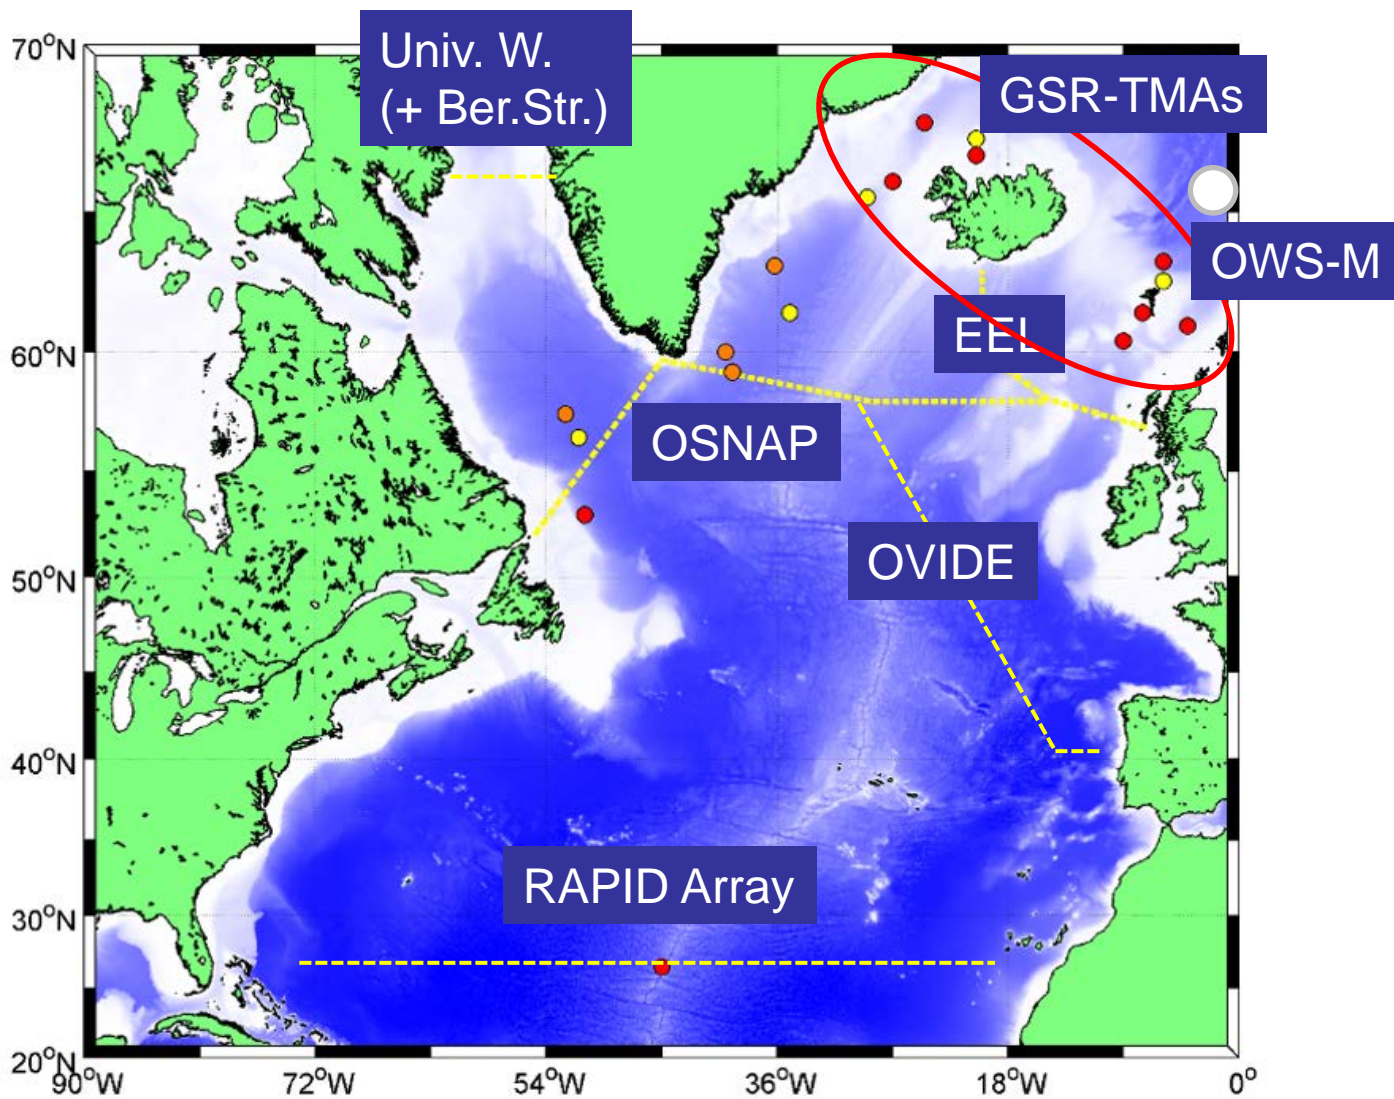 70°N
Univ. W.
(+ Ber.Str.)
GSR-TMAs
OWS-M
EEL
60°N
OSNAP
OVIDE
50°N
40°N
RAPID Array
30°N
20°N
90°W
72°W
54°W
36°W
18°W
0°